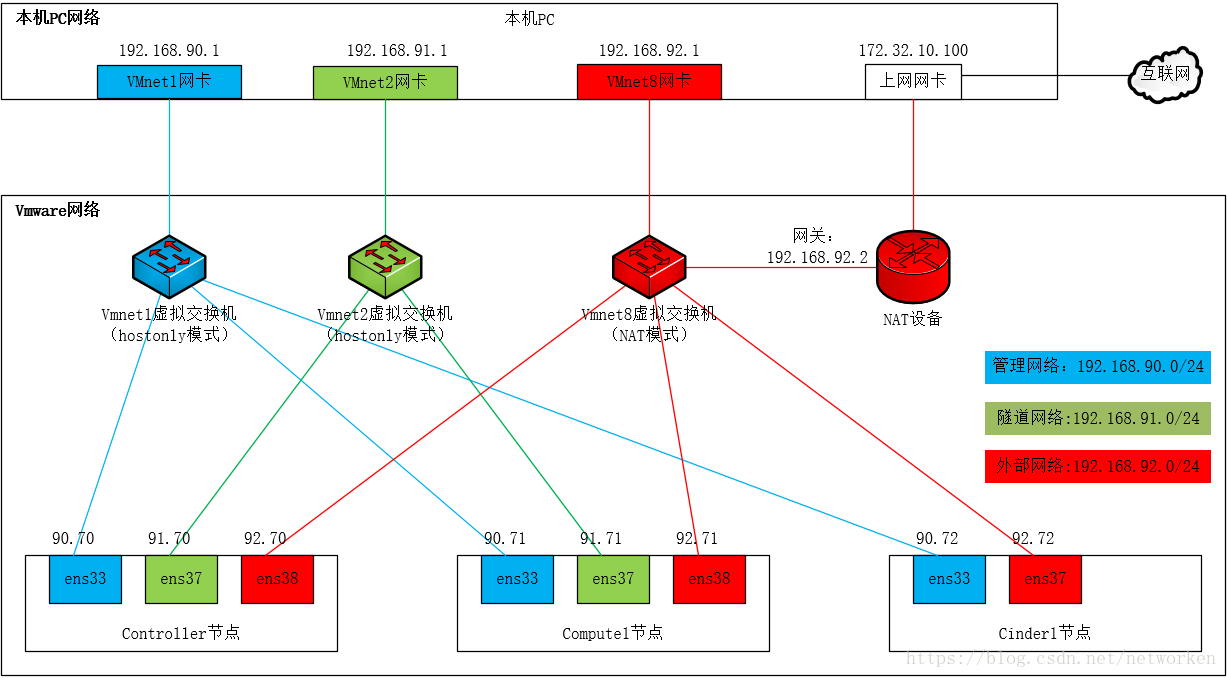 本机PC网络
本机PC
192.168.90.1
192.168.91.1
192.168.92.1
172.32.10.100
VMnet1网卡
VMnet2网卡
VMnet8网卡
上网网卡
互联网
Vmware网络
网关:
192.168.92.2
Vmnet1虚拟交换机
(hostonly模式)
Vmnet2虚拟交换机
(hostonly模式)
Vmnet8虚拟交换机
(NAT模式)
NAT设备
管理网络: 192.168.90.0/24
隧道网络:192.168.91.0/24
外部网络:192.168.92.0/24
90.70
91.70
92.70
90.71
91.71
92.71
90.72
92.72
ens33
ens37
ens38
ens33
ens37
ens38
ens33
ens37
Controller节点
Compute1节点
Cinder1节点
https://blog.csdn.net/networken